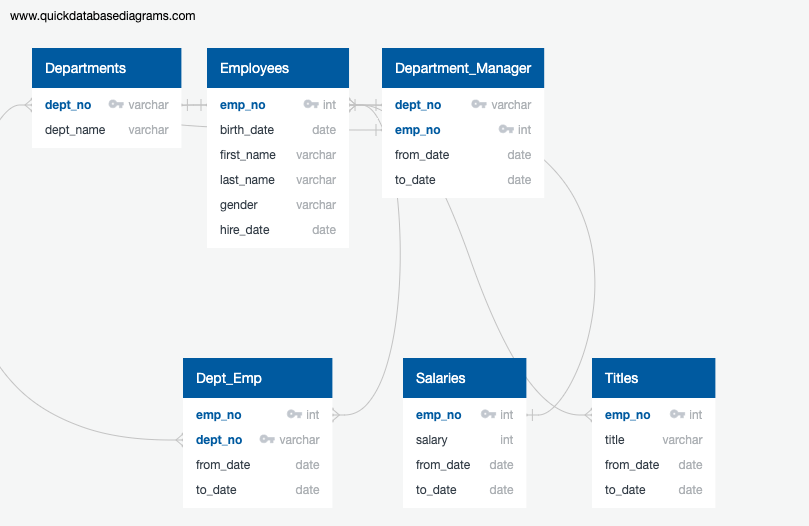 www.quickdatabasediagrams.com
Departments
dept_no varchar
dept_name varchar
Employees
emp_no int
birth_date date
first_name varchar
last_name varchar
gender varchar
hire_date date
Department_Manager
dept_no varchar
emp_no int
from_date date
to_date date
Dept_Emp
emp_no int
dept_no varchar
from_date date
to_date date
Salaries
emp_no int
salary int
from_date date
to_date date
Titles
emp_no int
title varchar
from_date date
to_date date